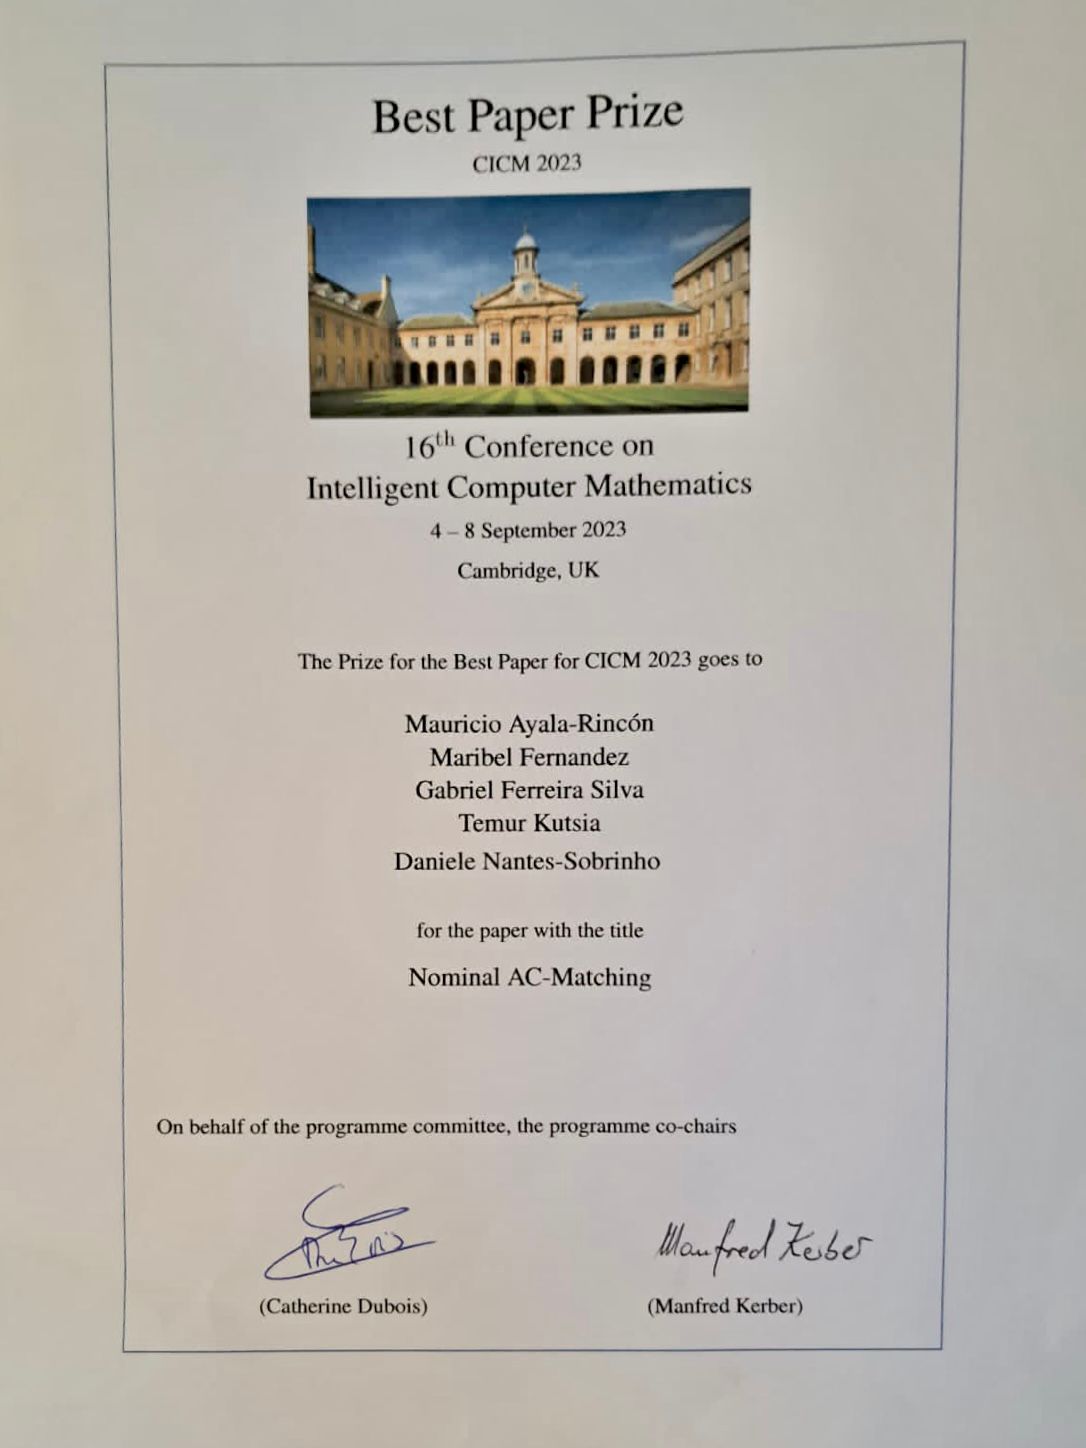 Best Paper Prize
CICM 2023
16th Conference on
Intelligent Computer Mathematics
4 – 8 September 2023
Cambridge, UK
The Prize for the Best Paper for CICM 2023 goes to
Mauricio Ayala-Rincón
Maribel Fernandez
Gabriel Ferreira Silva
Temur Kutsia
Daniele Nantes-Sobrinho
for the paper with the title
Nominal AC-Matching
On behalf of the programme committee, the programme co-chairs
Manfred Kerber
(Catherine Dubois) (Manfred Kerber)